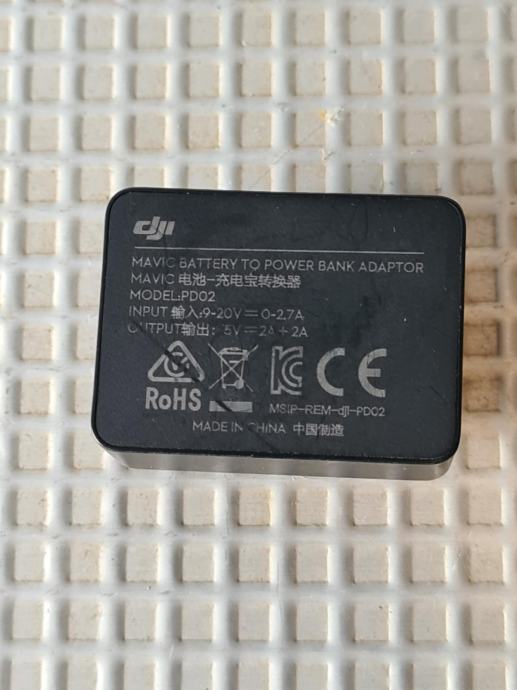 dji
MAVIC BATTERY TO POWER BANK ADAPTOR
MAVIC 电池-充电宝转换器
MODEL:PD02
INPUT 输入:9-20V⎓0-2.7A
OUTPUT输出: 5V⎓2A+2A
RoHS
CE
MSIP-REM-dJI-PD02
MADE IN CHINA 中国制造